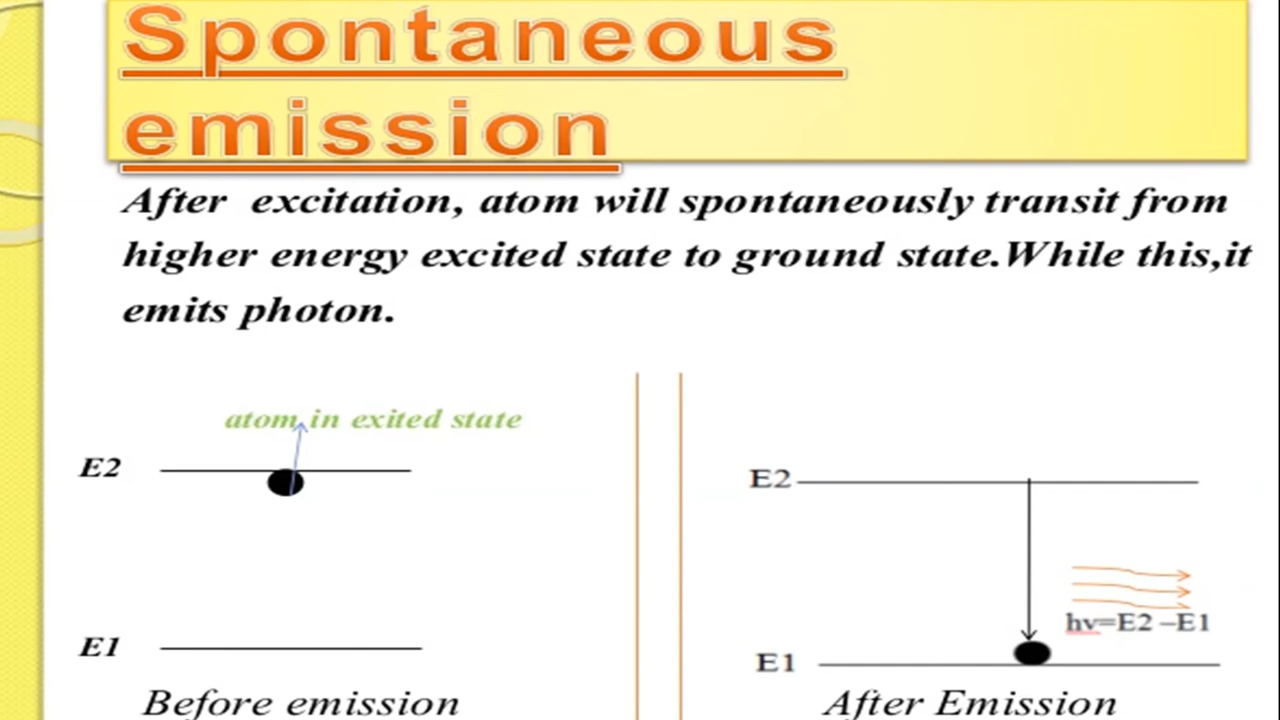 Spontaneous
emission
After excitation, atom will spontaneously transit from
higher energy excited state to ground state.While this,it
emits photon.
atom in exited state
E2
E1
Before emission
E2
hv=E2 –E1
E1
After Emission